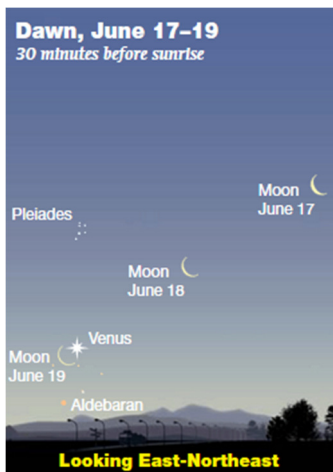 Dawn, June 17–19
30 minutes before sunrise
Moon
June 17
Pleiades
Moon
June 18
Venus
Moon
June 19
Aldebaran
Looking East-Northeast